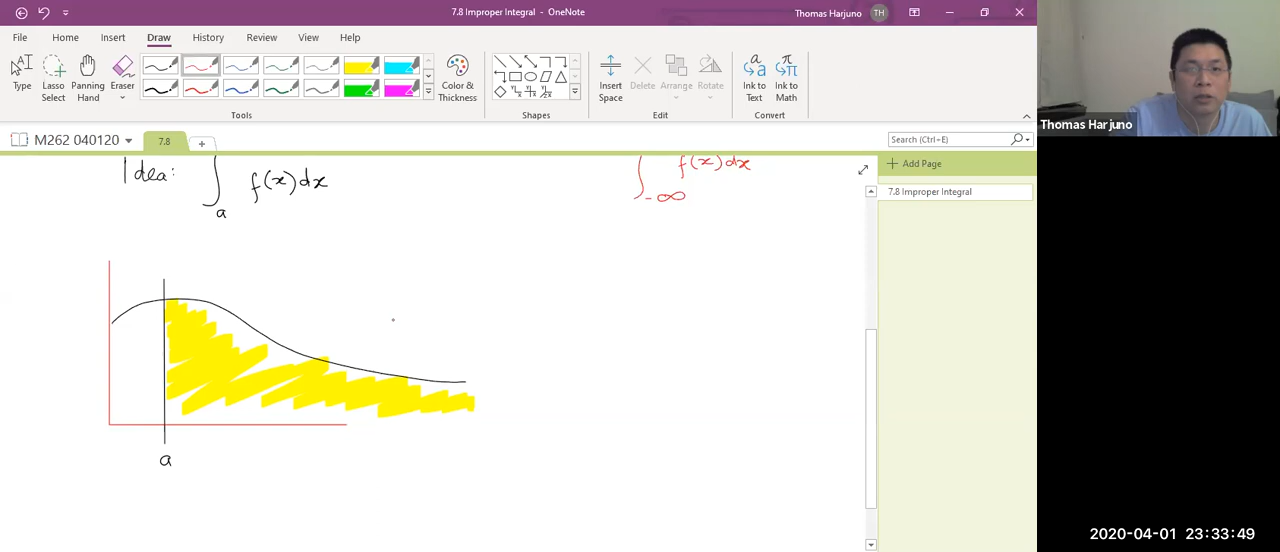 7.8 Improper Integral - OneNote
Thomas Harjuno TH
File Home Insert Draw History Review View Help
Type
Lasso Select
Panning Hand
Eraser
Color & Thickness
Insert Space
Delete
Arrange
Rotate
Ink to Text
Ink to Math
Tools
Shapes
Edit
Convert
M262 040120
7.8
Search (Ctrl+E)
Add Page
7.8 Improper Integral
Idea: ∫ₐ f(x)dx
∫ f(x)dx
-∞
a
Thomas Harjuno
2020-04-01 23:33:49